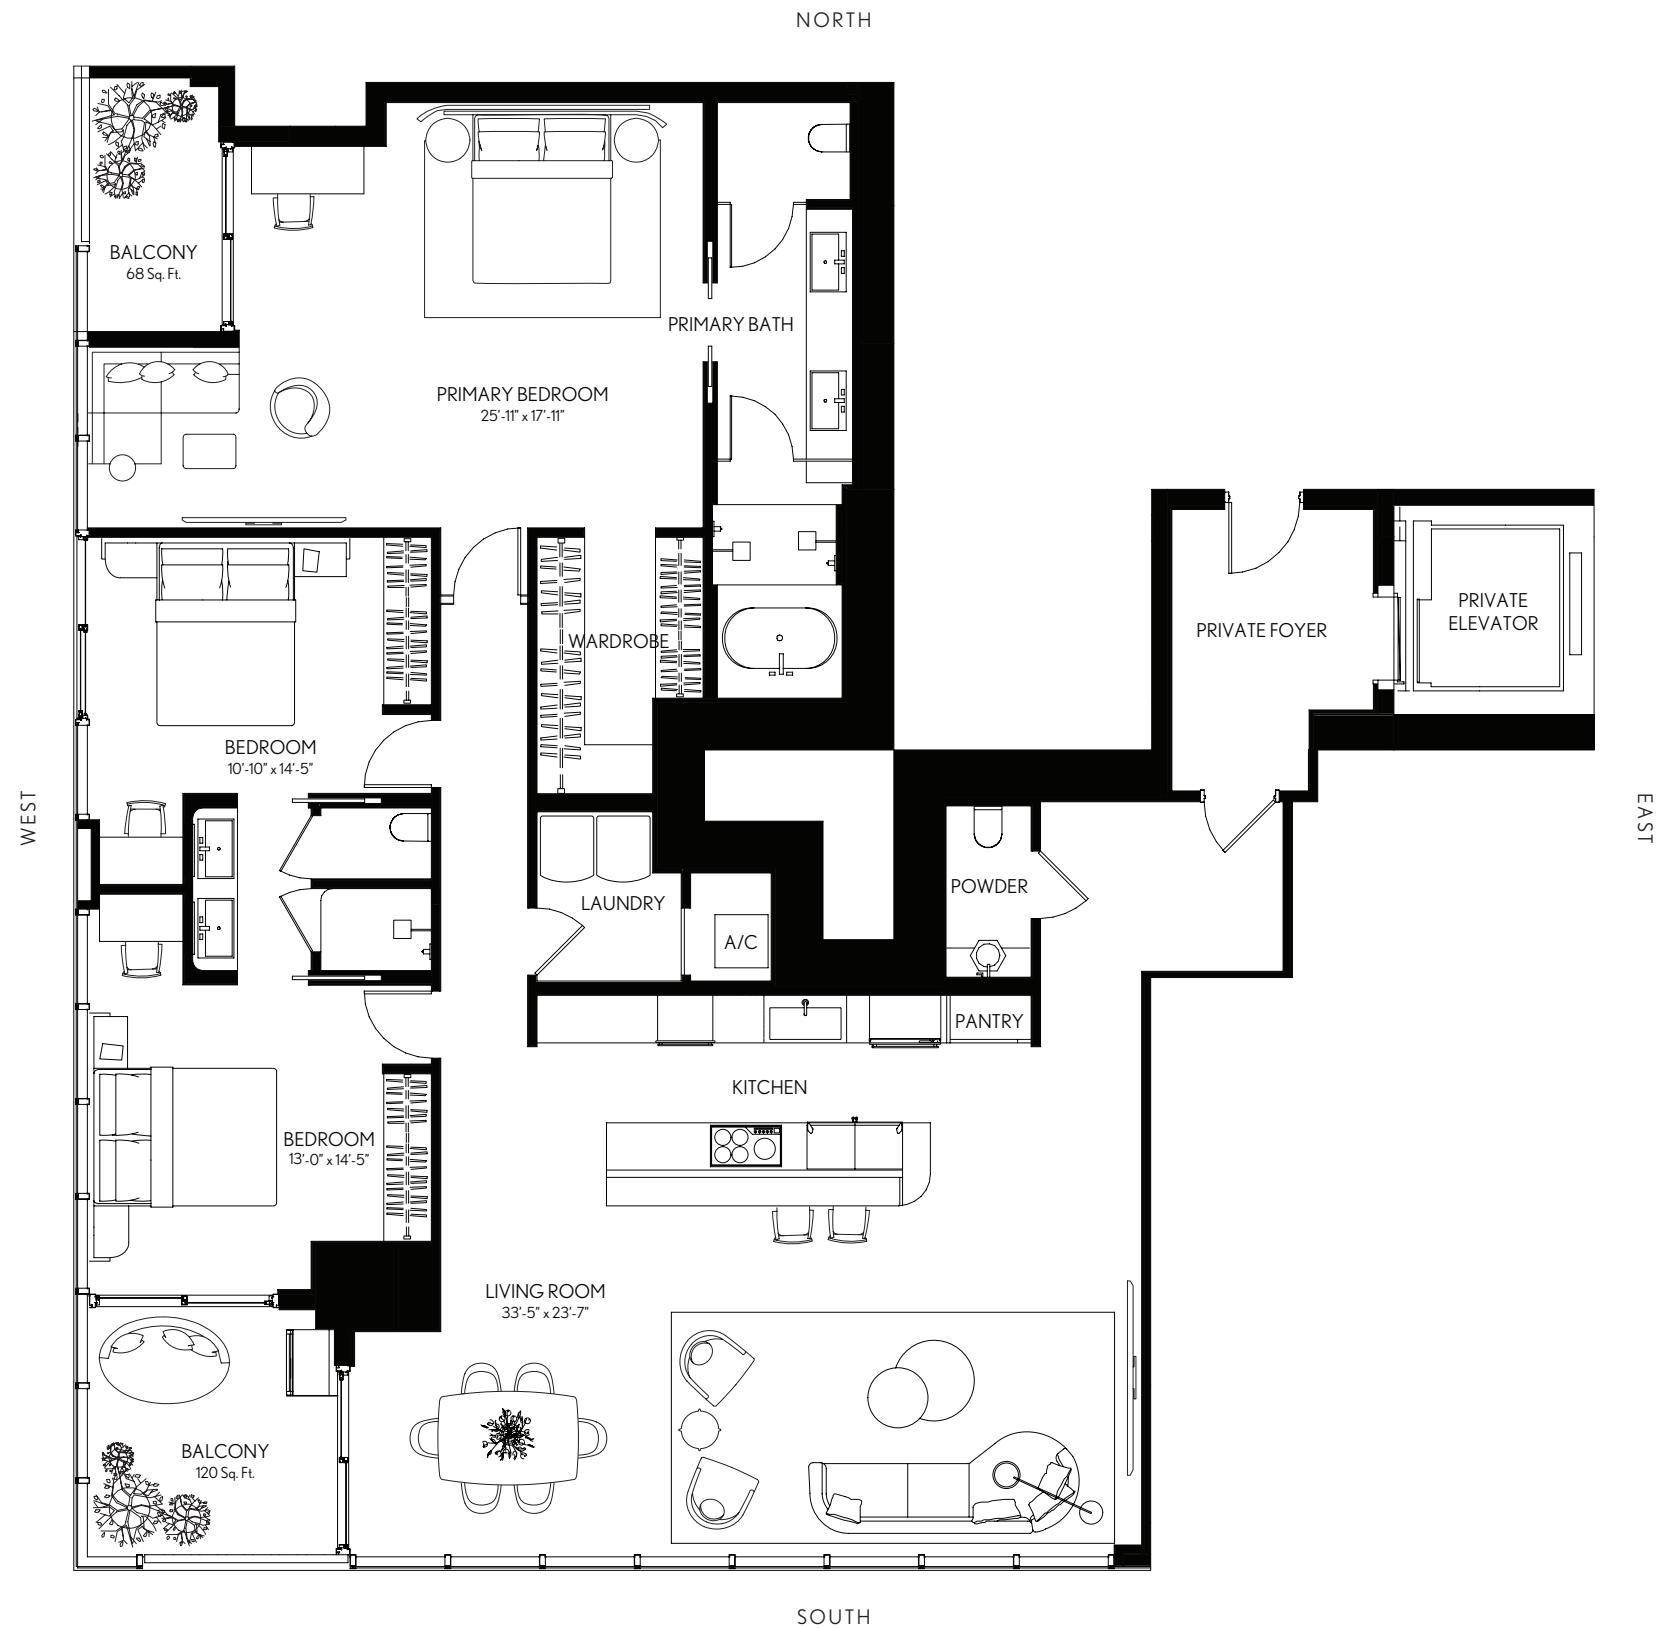 NORTH
BALCONY
68 Sq. Ft.
PRIMARY BATH
PRIMARY BEDROOM
25'-11" x 17'-11"
PRIVATE
ELEVATOR
PRIVATE FOYER
WARDROBE
BEDROOM
10'-10" x 14'-5"
WEST
EAST
POWDER
LAUNDRY
A/C
PANTRY
KITCHEN
BEDROOM
13'-0" x 14'-5"
LIVING ROOM
33'-5" x 23'-7"
BALCONY
120 Sq. Ft.
SOUTH